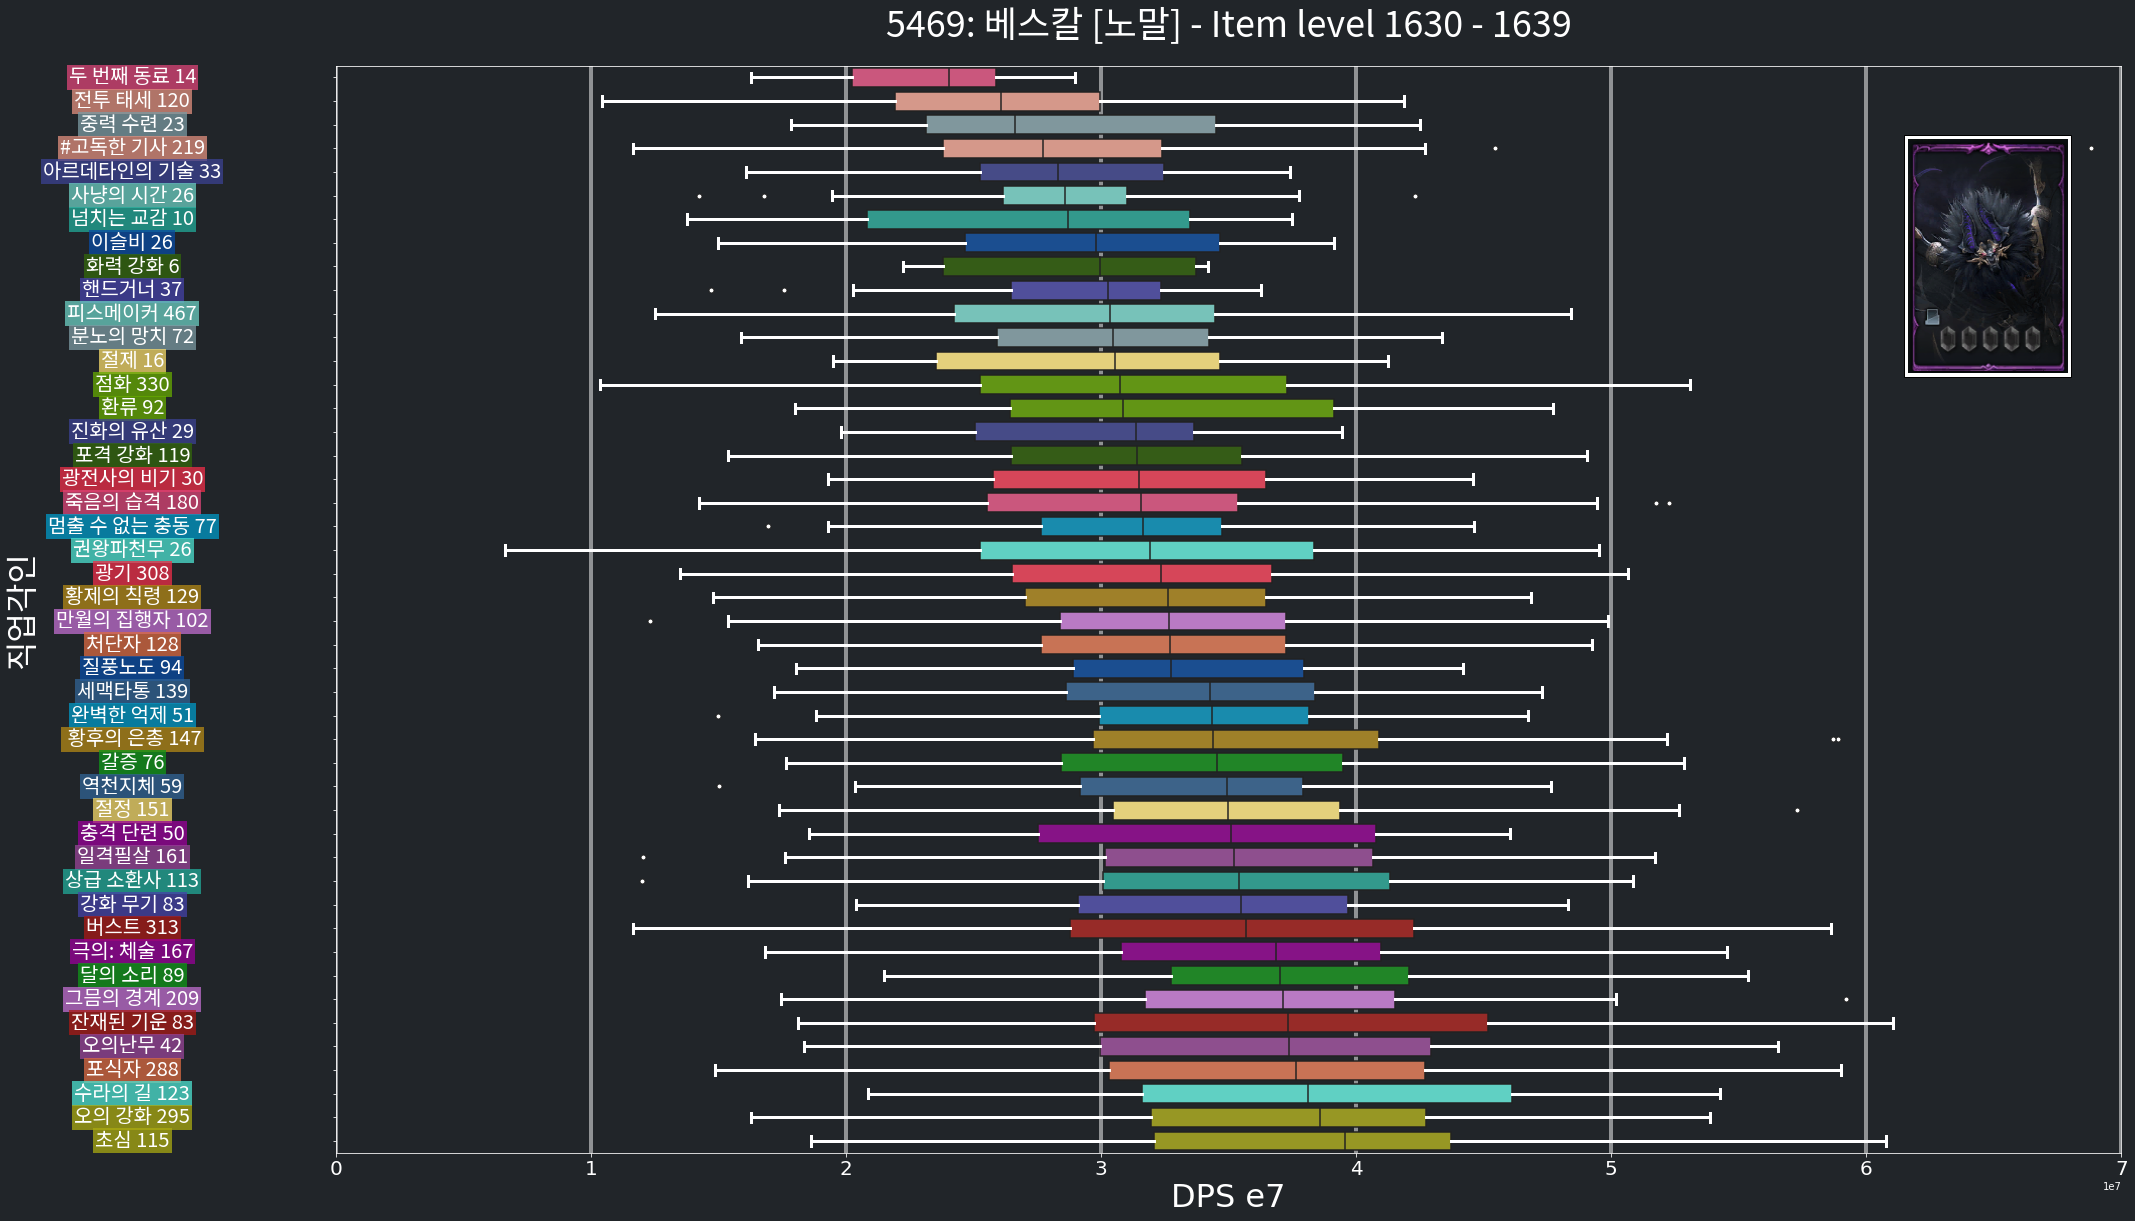 5469: 베스칼 [노말] - Item level 1630 - 1639
두 번째 동료 14
전투 태세 120
중력 수련 23
#고독한 기사 219
아르데타인의 기술 33
사냥의 시간 26
넘치는 교감 10
이슬비 26
화력 강화 6
핸드거너 37
피스메이커 467
분노의 망치 72
절제 16
점화 330
환류 92
진화의 유산 29
포격 강화 119
광전사의 비기 30
죽음의 습격 180
멈출 수 없는 충동 77
권왕파천무 26
광기 308
황제의 칙령 129
만월의 집행자 102
처단자 128
질풍노도 94
세맥타통 139
완벽한 억제 51
황후의 은총 147
갈증 76
역천지체 59
절정 151
충격 단련 50
일격필살 161
상급 소환사 113
강화 무기 83
버스트 313
극의: 체술 167
달의 소리 89
그믐의 경계 209
잔재된 기운 83
오의난무 42
포식자 288
수라의 길 123
오의 강화 295
초심 115
직업각인
0 1 2 3 4 5 6 7
1e7
DPS e7